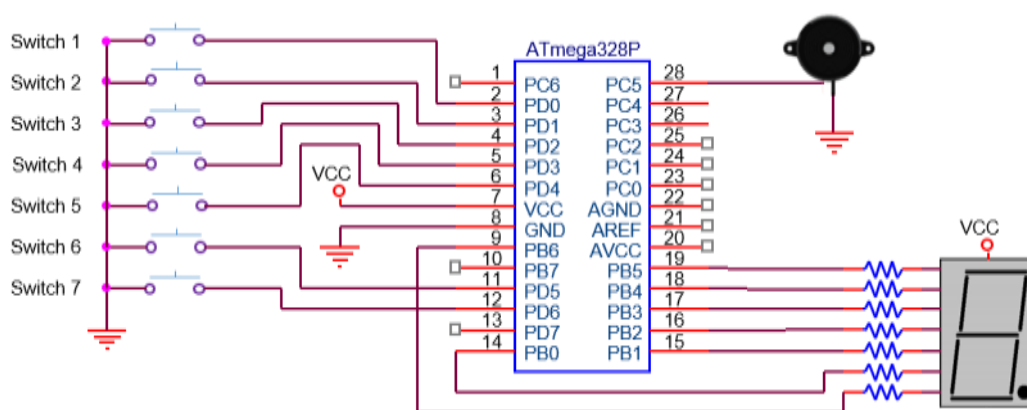 Switch 1
Switch 2
Switch 3
Switch 4
Switch 5
Switch 6
Switch 7
VCC
ATmega328P
1 PC6 PC5 28
2 PD0 PC4 27
3 PD1 PC3 26
4 PD2 PC2 25
5 PD3 PC1 24
6 PD4 PC0 23
7 VCC AGND 22
8 GND AREF 21
9 PB6 AVCC 20
10 PB7 PB5 19
11 PD5 PB4 18
12 PD6 PB3 17
13 PD7 PB2 16
14 PB0 PB1 15
VCC